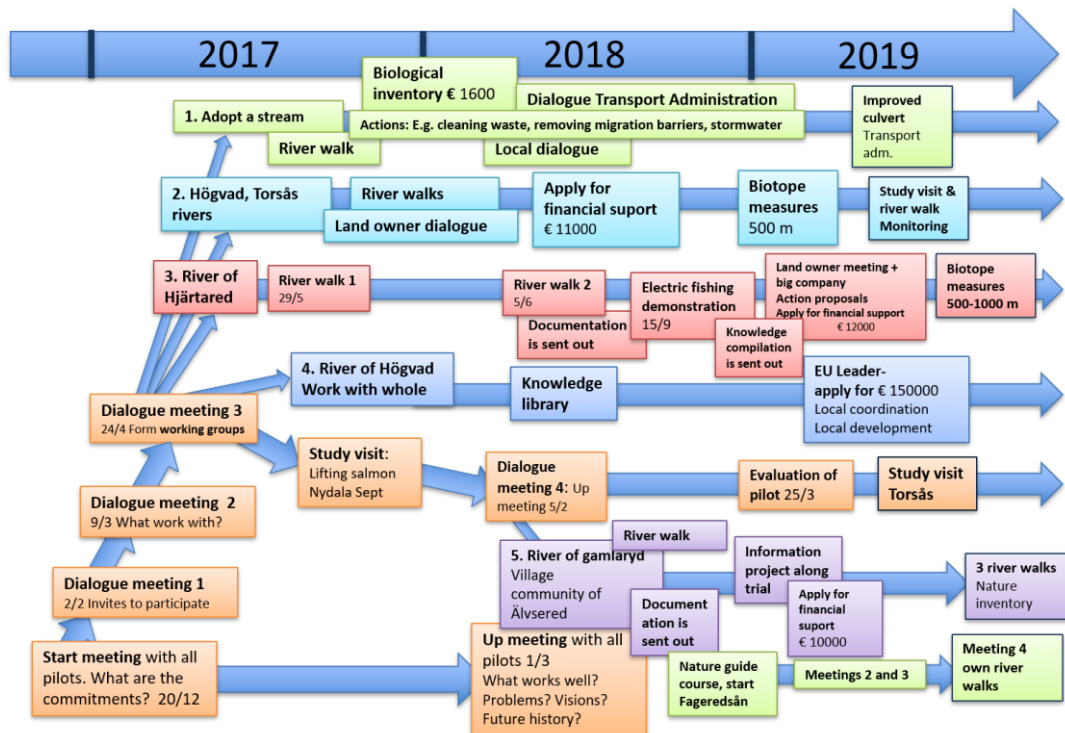 2017
2018
2019
Biological
inventory € 1600
Dialogue Transport Administration
1. Adopt a stream
Actions: E.g. cleaning waste, removing migration barriers, stormwater
River walk
Local dialogue
Improved
culvert
Transport
adm.
2. Högvad, Torsås
rivers
River walks
Land owner dialogue
Apply for
financial suport
€ 11000
Biotope
measures
500 m
Study visit &
river walk
Monitoring
3. River of
Hjärtared
River walk 1
29/5
River walk 2
5/6
Documentation
is sent out
Electric fishing
demonstration
15/9
Knowledge
compilation
is sent out
Land owner meeting +
big company
Action proposals
Apply for financial support
€ 12000
Biotope
measures
500-1000 m
4. River of Högvad
Work with whole
Knowledge
library
EU Leader-
apply for € 150000
Local coordination
Local development
Dialogue meeting 3
24/4 Form working groups
Study visit:
Lifting salmon
Nydala Sept
Dialogue
meeting 4: Up
meeting 5/2
Evaluation of
pilot 25/3
Study visit
Torsås
Dialogue meeting 2
9/3 What work with?
Dialogue meeting 1
2/2 Invites to participate
Start meeting with all
pilots. What are the
commitments? 20/12
Up meeting with all
pilots 1/3
What works well?
Problems? Visions?
Future history?
River walk
5. River of gamlaryd
Village
community of
Älvsered
Document
ation is
sent out
Information
project along
trial
Apply for
financial
suport
€ 10000
3 river walks
Nature
inventory
Nature guide
course, start
Fageredsån
Meetings 2 and 3
Meeting 4
own river
walks